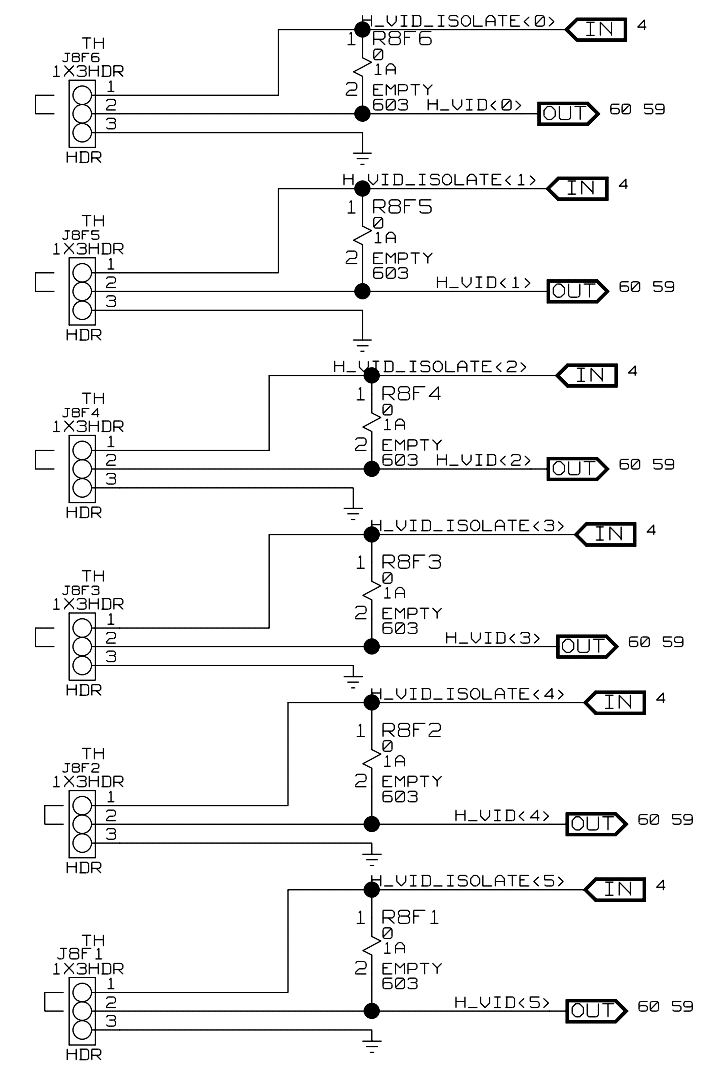 H_VID_ISOLATE<0> IN 4
TH 1 R8F6
J8F6 0
1X3HDR 1A
1 2 EMPTY
2 603 H_VID<0> OUT 60 59
3
HDR
H_VID_ISOLATE<1> IN 4
1 R8F5
TH 0
J8F5 1A
1X3HDR 2 EMPTY
1 603
2 H_VID<1> OUT 60 59
3
HDR
H_VID_ISOLATE<2> IN 4
1 R8F4
TH 0
J8F4 1A
1X3HDR
1 2 EMPTY
2 603 H_VID<2> OUT 60 59
3
HDR
H_VID_ISOLATE<3> IN 4
1 R8F3
TH 0
J8F3 1A
1X3HDR 2 EMPTY
1 603
2 H_VID<3> OUT 60 59
3
HDR
H_VID_ISOLATE<4> IN 4
1 R8F2
TH 0
J8F2 1A
1X3HDR 2 EMPTY
1 603
2 H_VID<4> OUT 60 59
3
HDR
H_VID_ISOLATE<5> IN 4
1 R8F1
0
TH 1A
J8F1
1X3HDR 2 EMPTY
1 603
2 H_VID<5> OUT 60 59
3
HDR